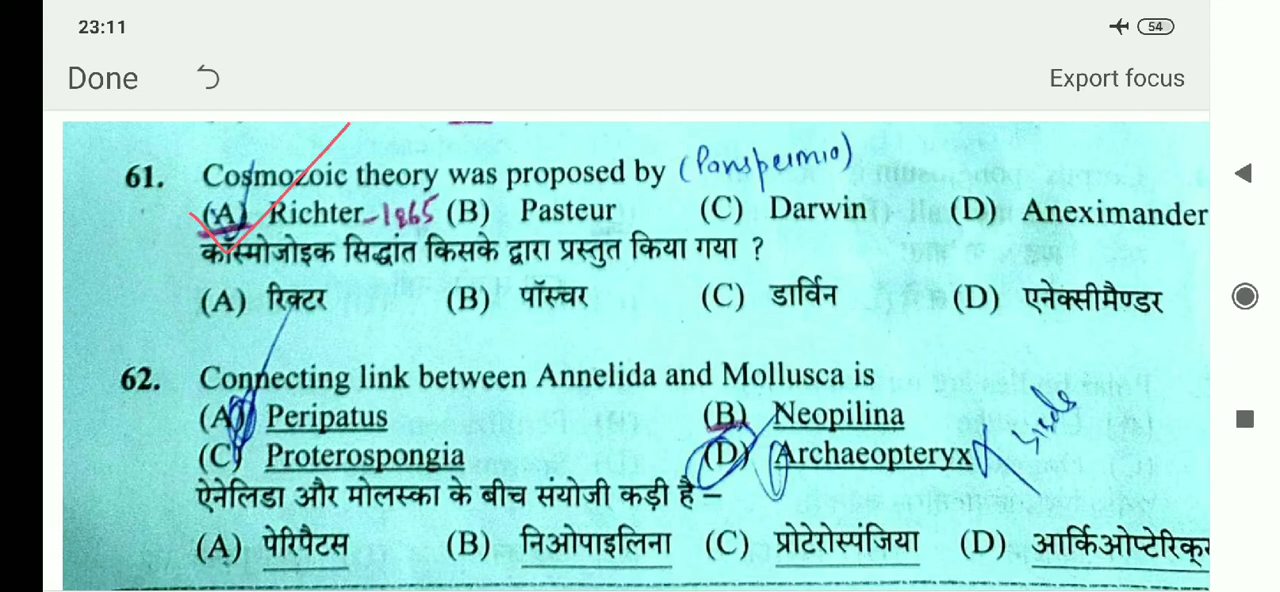 23:11
54
Done
Export focus
61. Cosmozoic theory was proposed by (Panspermia)
(A) Richter-1865 (B) Pasteur (C) Darwin (D) Aneximander
कॉस्मोजोइक सिद्धांत किसके द्वारा प्रस्तुत किया गया ?
(A) रिक्टर (B) पॉस्चर (C) डार्विन (D) एनेक्सीमैण्डर
62. Connecting link between Annelida and Mollusca is
(A) Peripatus (B) Neopilina
(C) Proterospongia (D) Archaeopteryx
ऐनेलिडा और मोलस्का के बीच संयोजी कड़ी है –
(A) पेरिपैटस (B) निओपाइलिना (C) प्रोटेरोस्पंजिया (D) आर्किओप्टेरिक्